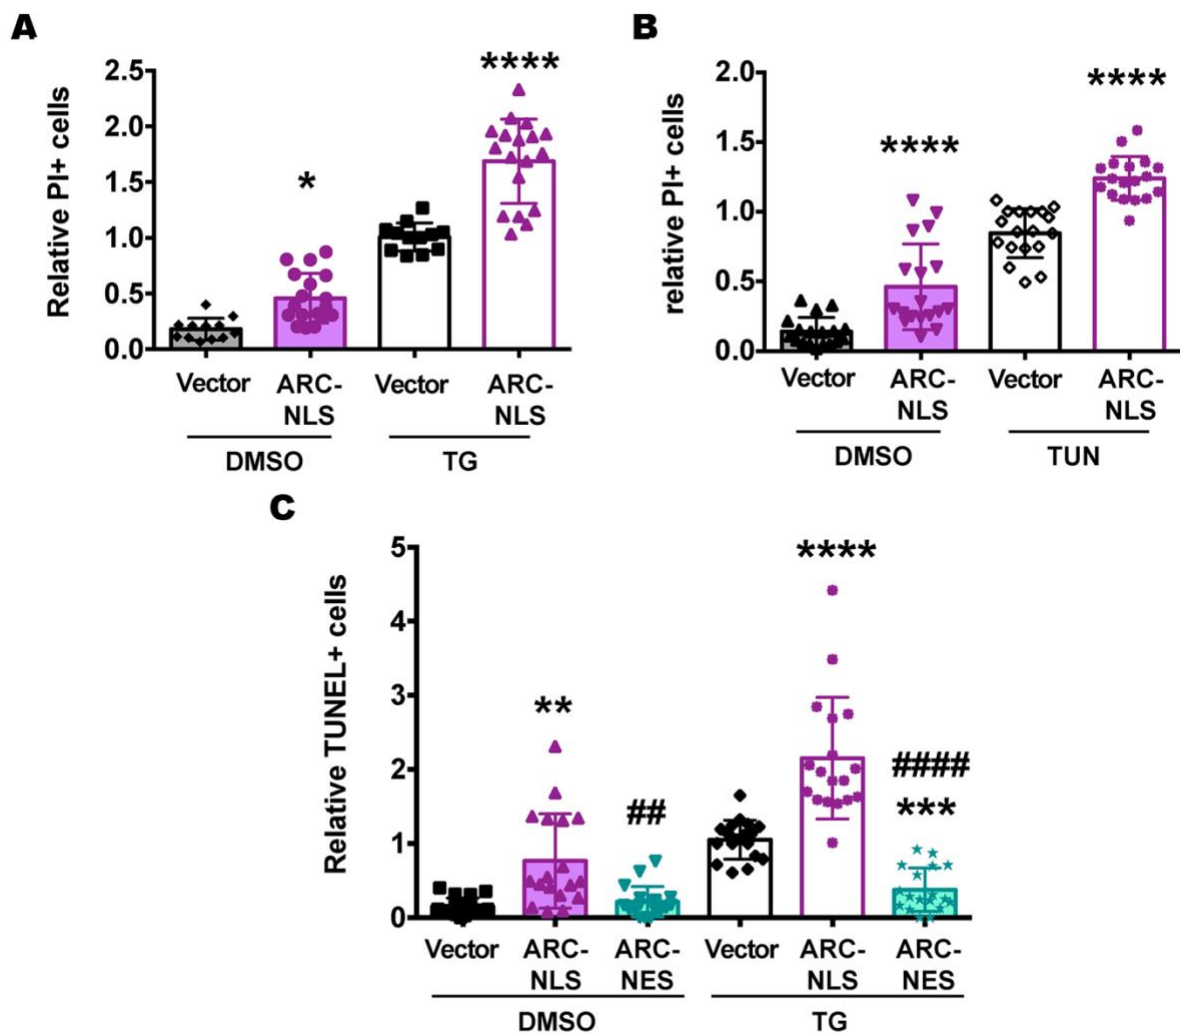 A
Relative PI+ cells
2.5
2.0
1.5
1.0
0.5
0.0
*
****
Vector ARC-NLS Vector ARC-NLS
DMSO TG
B
relative PI+ cells
2.0
1.5
1.0
0.5
0.0
****
****
Vector ARC-NLS Vector ARC-NLS
DMSO TUN
C
Relative TUNEL+ cells
5
4
3
2
1
0
**
##
****
####
***
Vector ARC-NLS ARC-NES Vector ARC-NLS ARC-NES
DMSO TG